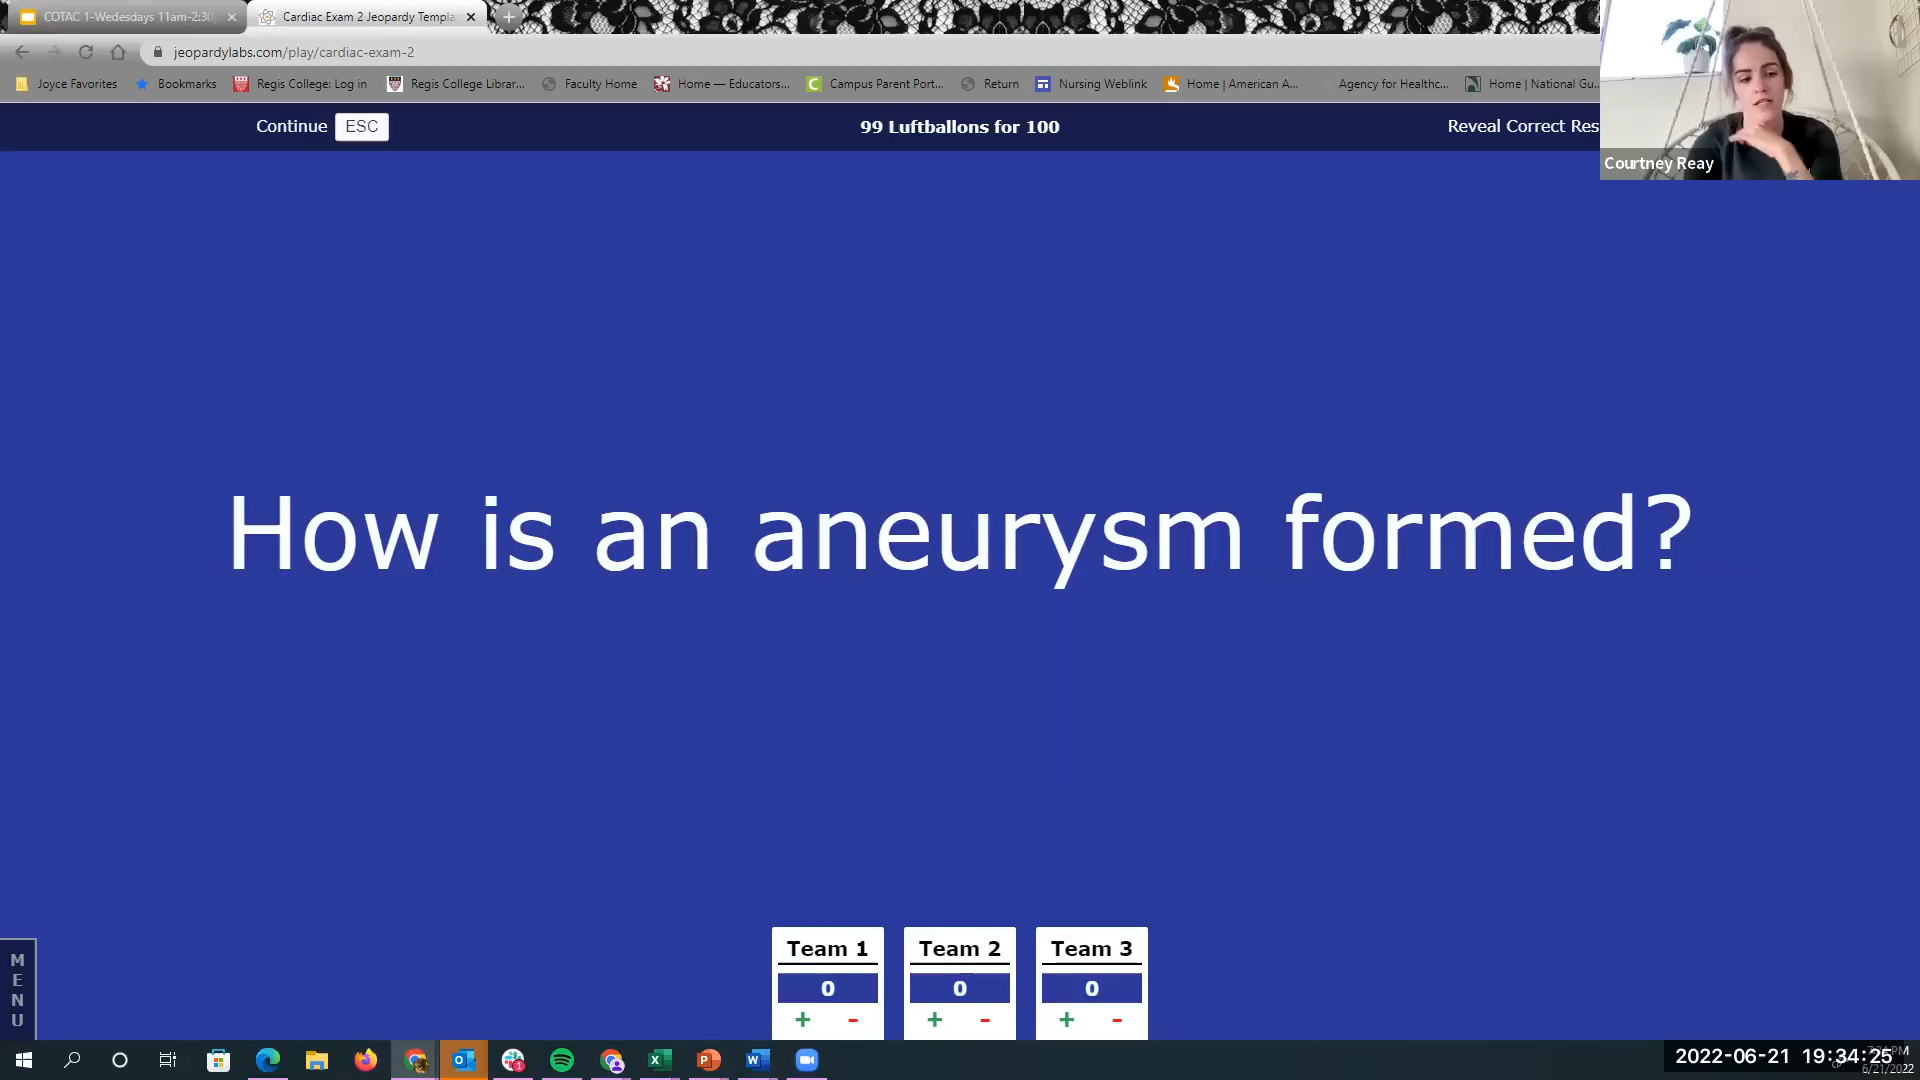 COTAC 1-Wedesdays 11am-2:30
Cardiac Exam 2 Jeopardy Templa
jeopardylabs.com/play/cardiac-exam-2
Joyce Favorites
Bookmarks
Regis College: Log in
Regis College Librar...
Faculty Home
Home — Educators...
Campus Parent Port...
Return
Nursing Weblink
Home | American A...
Agency for Healthc...
Home | National Gu...
Continue ESC
99 Luftballons for 100
Reveal Correct Res
Courtney Reay
How is an aneurysm formed?
MENU
Team 1
0
+ -
Team 2
0
+ -
Team 3
0
+ -
2022-06-21 19:34:25
6/21/2022